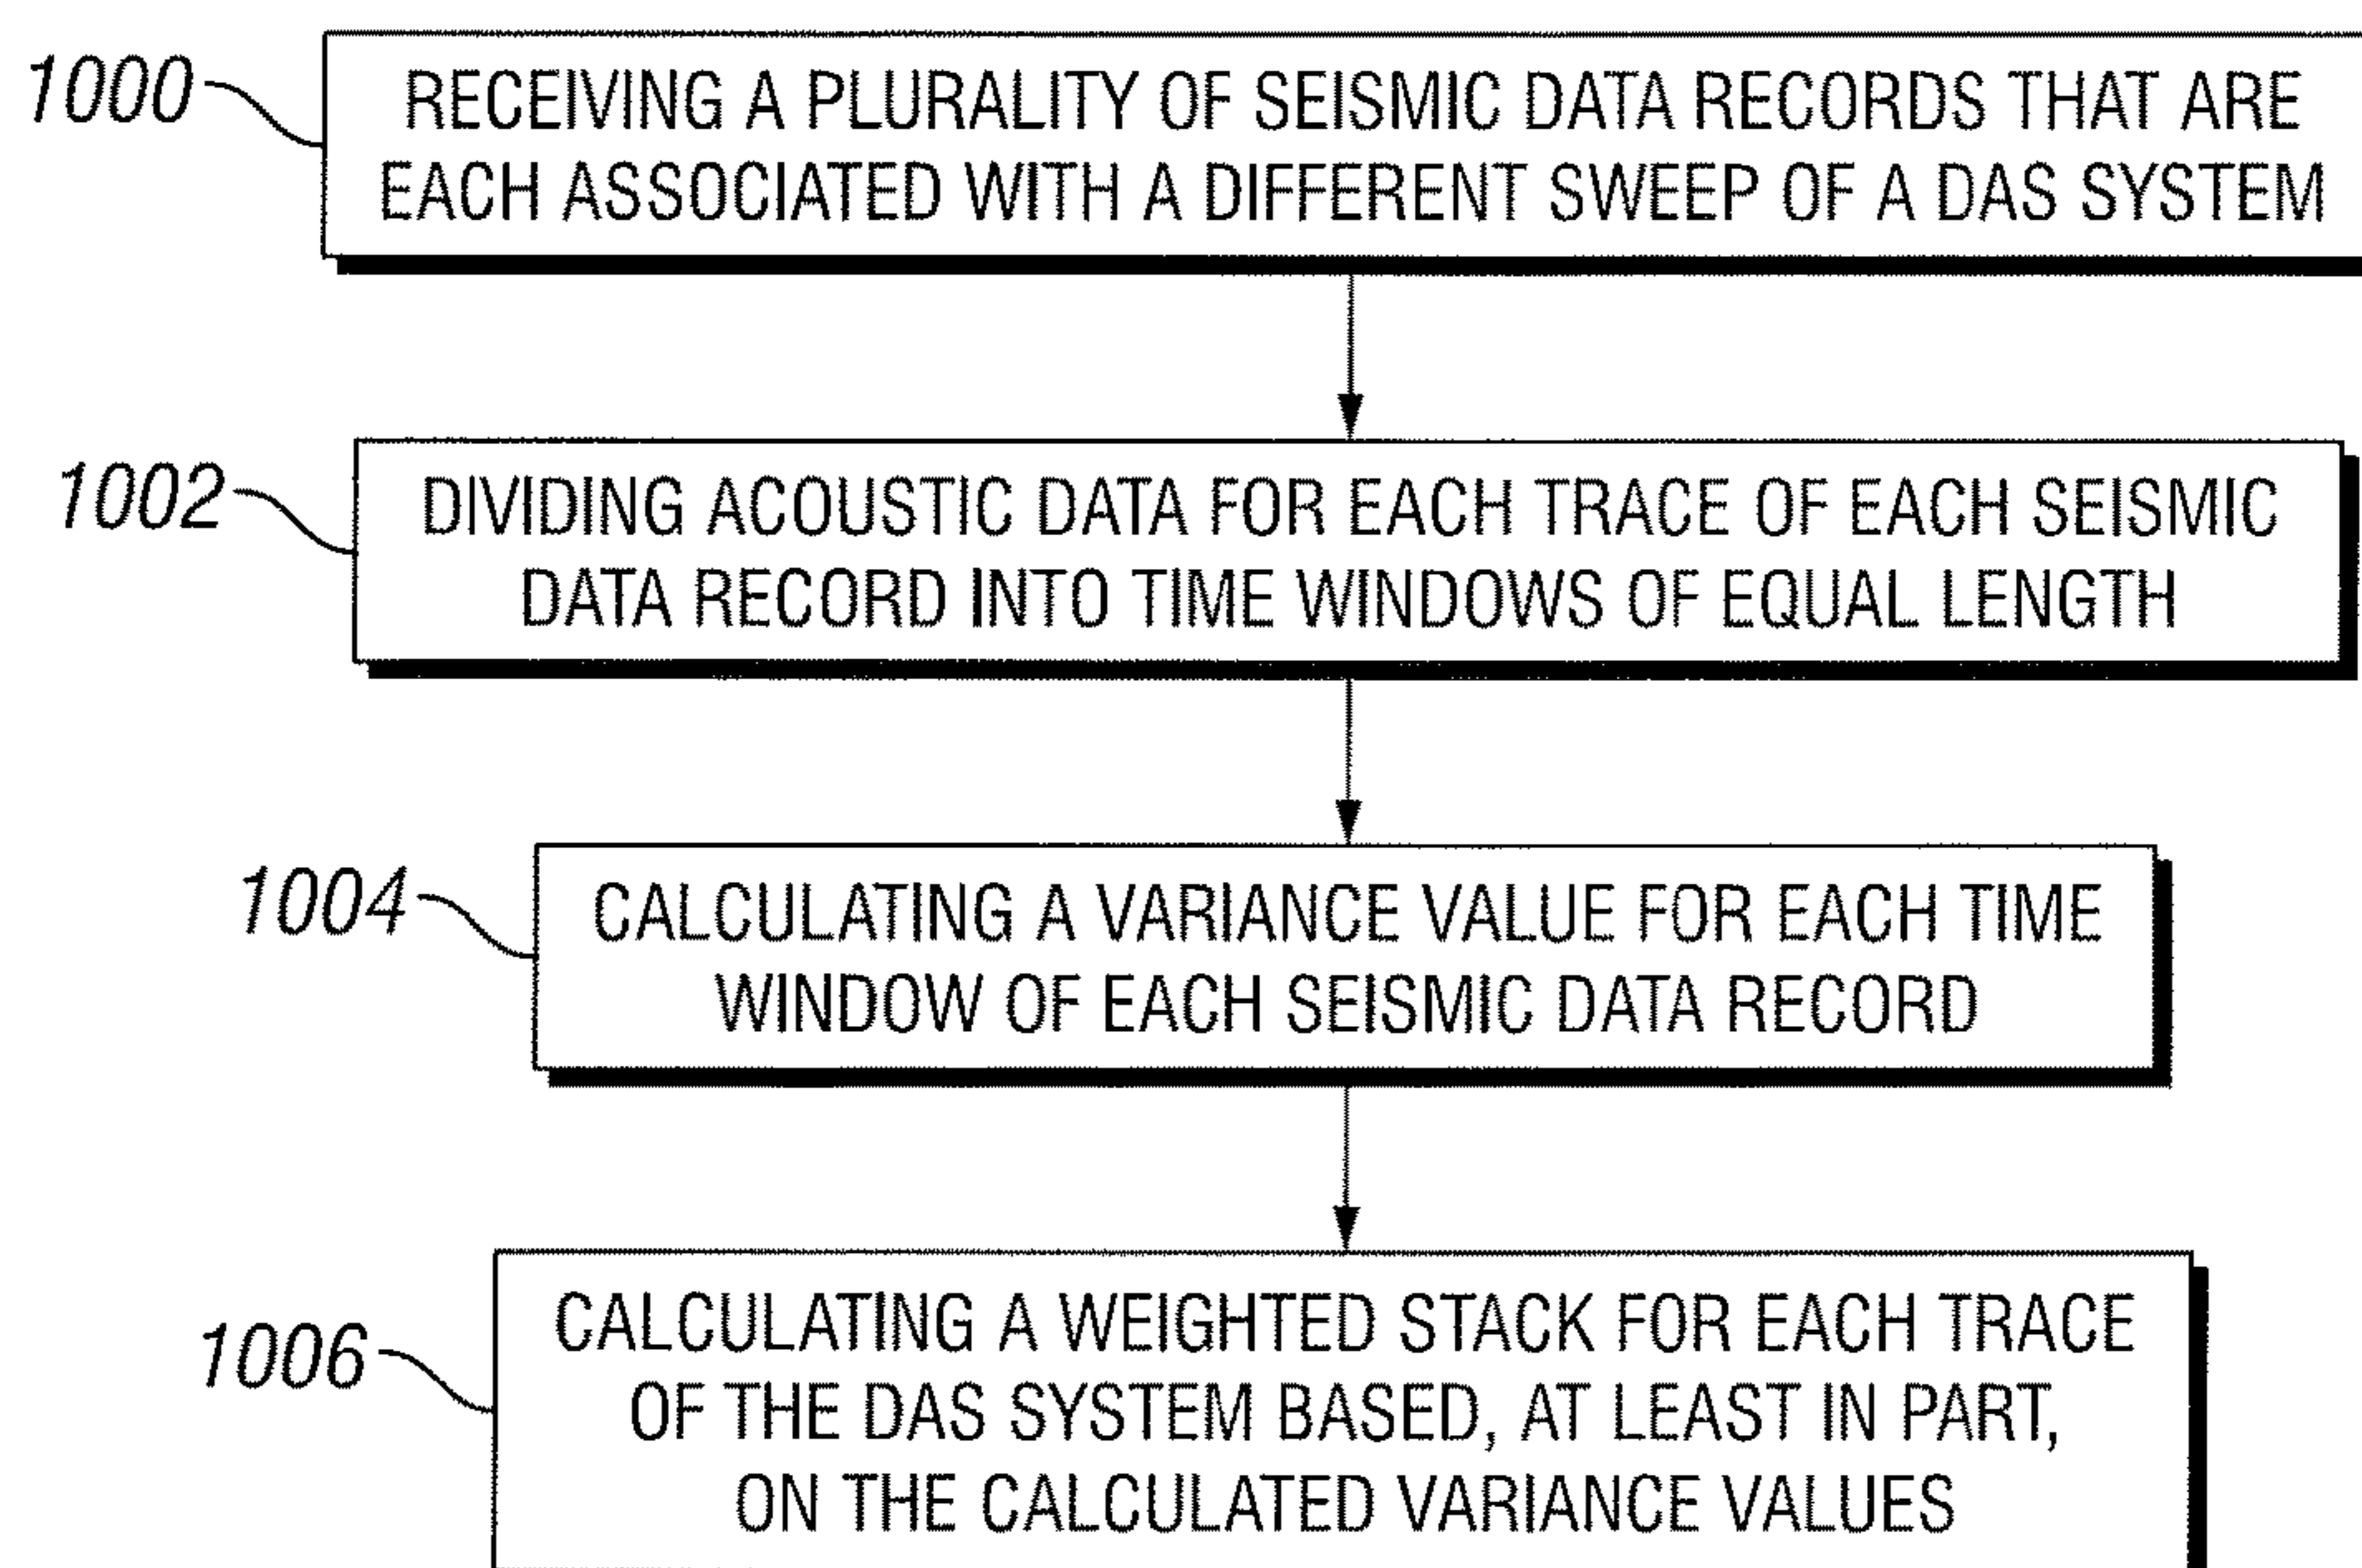 1000
RECEIVING A PLURALITY OF SEISMIC DATA RECORDS THAT ARE
EACH ASSOCIATED WITH A DIFFERENT SWEEP OF A DAS SYSTEM
1002
DIVIDING ACOUSTIC DATA FOR EACH TRACE OF EACH SEISMIC
DATA RECORD INTO TIME WINDOWS OF EQUAL LENGTH
1004
CALCULATING A VARIANCE VALUE FOR EACH TIME
WINDOW OF EACH SEISMIC DATA RECORD
1006
CALCULATING A WEIGHTED STACK FOR EACH TRACE
OF THE DAS SYSTEM BASED, AT LEAST IN PART,
ON THE CALCULATED VARIANCE VALUES